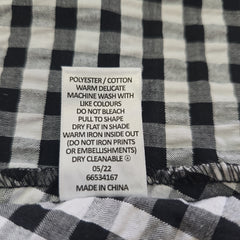 POLYESTER / COTTON
WARM DELICATE
MACHINE WASH WITH
LIKE COLOURS
DO NOT BLEACH
PULL TO SHAPE
DRY FLAT IN SHADE
WARM IRON INSIDE OUT
(DO NOT IRON PRINTS
OR EMBELLISHMENTS)
DRY CLEANABLE Ⓐ
05/22
66534167
MADE IN CHINA